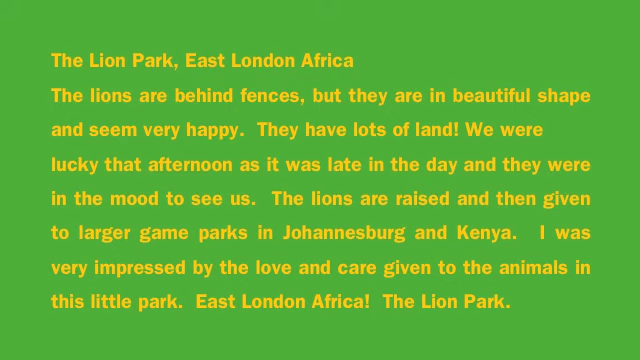 The Lion Park, East London Africa
The lions are behind fences, but they are in beautiful shape
and seem very happy.  They have lots of land! We were
lucky that afternoon as it was late in the day and they were
in the mood to see us.  The lions are raised and then given
to larger game parks in Johannesburg and Kenya.  I was
very impressed by the love and care given to the animals in
this little park.  East London Africa!  The Lion Park.